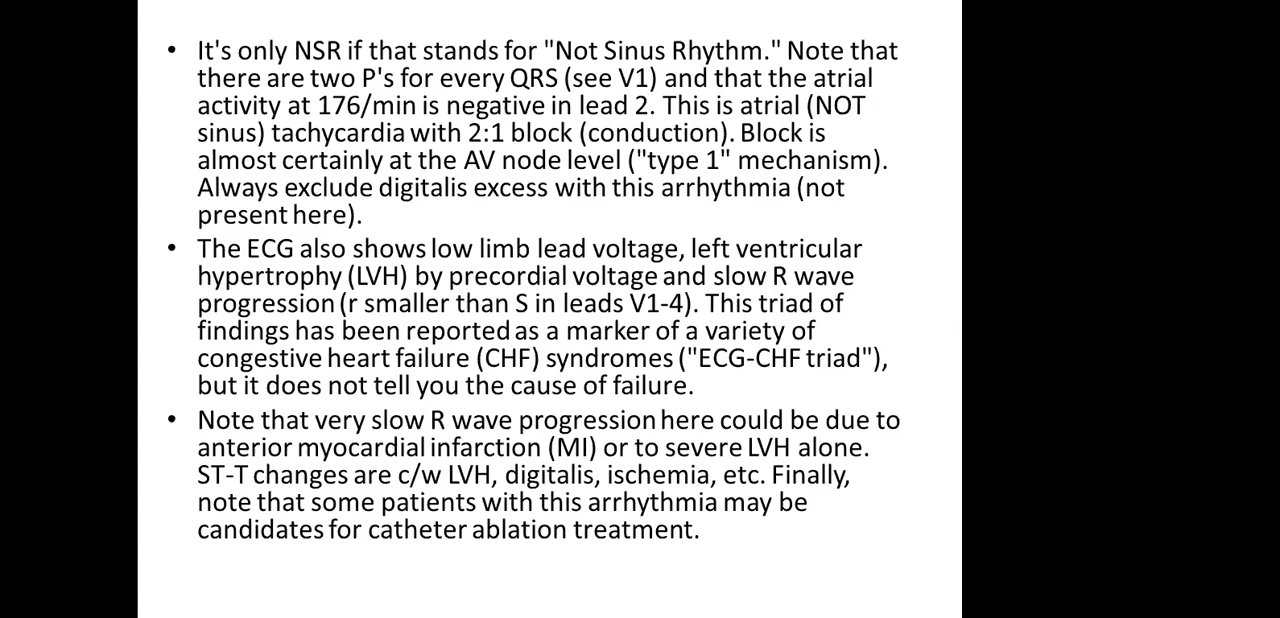 • It's only NSR if that stands for "Not Sinus Rhythm." Note that
there are two P's for every QRS (see V1) and that the atrial
activity at 176/min is negative in lead 2. This is atrial (NOT
sinus) tachycardia with 2:1 block (conduction). Block is
almost certainly at the AV node level ("type 1" mechanism).
Always exclude digitalis excess with this arrhythmia (not
present here).
• The ECG also shows low limb lead voltage, left ventricular
hypertrophy (LVH) by precordial voltage and slow R wave
progression (r smaller than S in leads V1-4). This triad of
findings has been reported as a marker of a variety of
congestive heart failure (CHF) syndromes ("ECG-CHF triad"),
but it does not tell you the cause of failure.
• Note that very slow R wave progression here could be due to
anterior myocardial infarction (MI) or to severe LVH alone.
ST-T changes are c/w LVH, digitalis, ischemia, etc. Finally,
note that some patients with this arrhythmia may be
candidates for catheter ablation treatment.